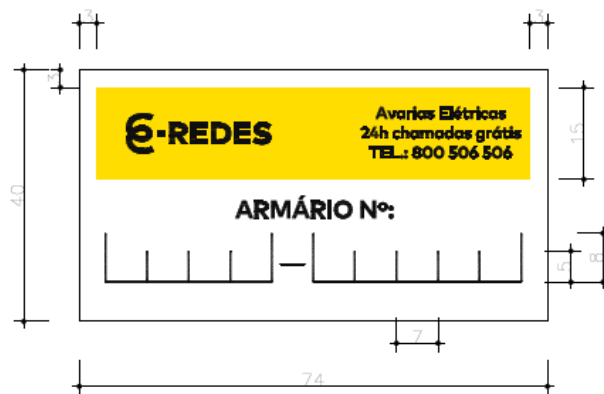 3
3
3
e-REDES
Avarias Elétricas
24h chamadas grátis
TEL.: 800 506 506
15
40
ARMÁRIO Nº:
—
5
8
7
74